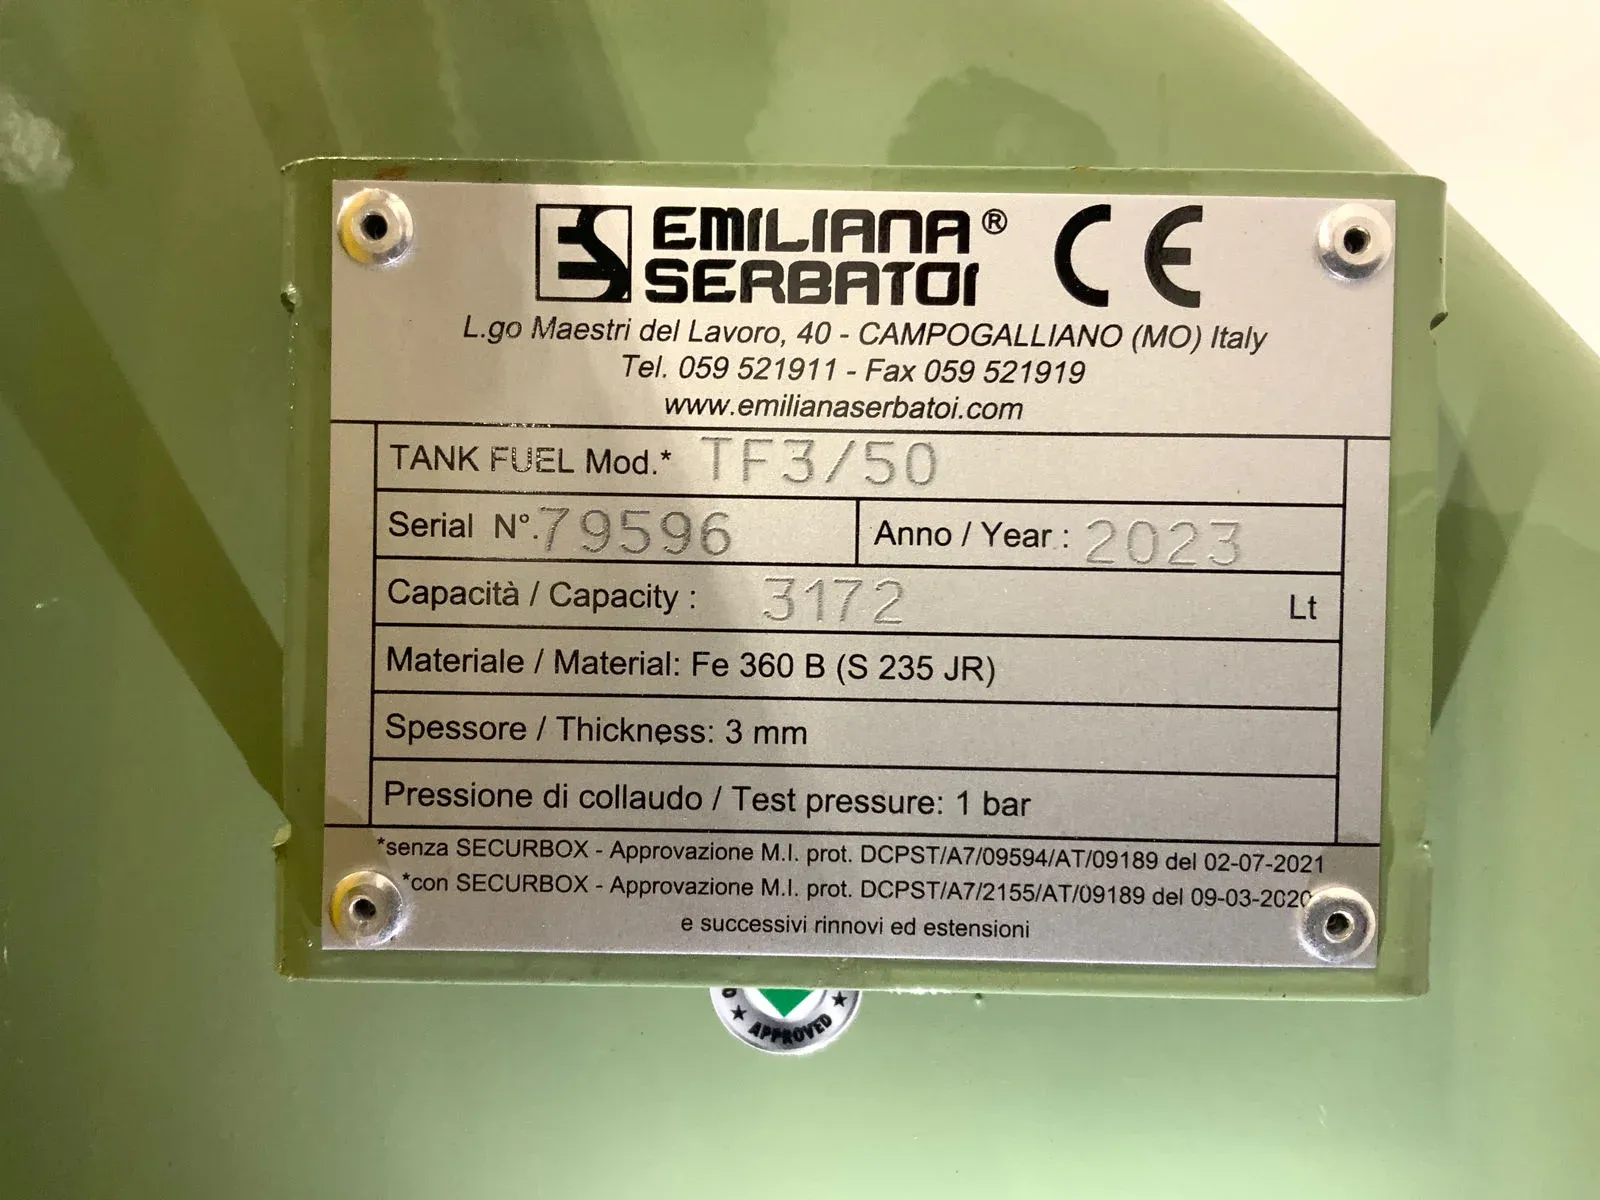 EMILIANA ®
SERBATOI
CE
L.go Maestri del Lavoro, 40 - CAMPOGALLIANO (MO) Italy
Tel. 059 521911 - Fax 059 521919
www.emilianaserbatoi.com
TANK FUEL Mod.* TF3/50
Serial N°. 79596 Anno / Year : 2023
Capacità / Capacity : 3172 Lt
Materiale / Material: Fe 360 B (S 235 JR)
Spessore / Thickness: 3 mm
Pressione di collaudo / Test pressure: 1 bar
*senza SECURBOX - Approvazione M.I. prot. DCPST/A7/09594/AT/09189 del 02-07-2021
*con SECURBOX - Approvazione M.I. prot. DCPST/A7/2155/AT/09189 del 09-03-2020
e successivi rinnovi ed estensioni
★ APPROVED ★